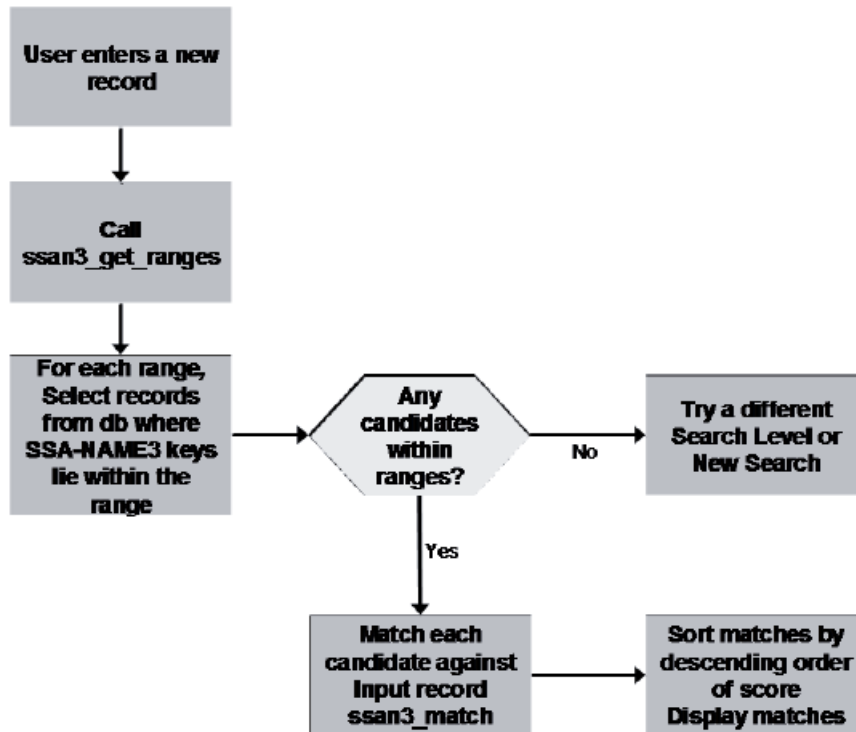 User enters a new
record
Call
ssan3_get_ranges
For each range,
Select records
from db where
SSA-NAME3 keys
lie within the
range
Any
candidates
within
ranges?
No
Try a different
Search Level or
New Search
Yes
Match each
candidate against
Input record
ssan3_match
Sort matches by
descending order
of score
Display matches